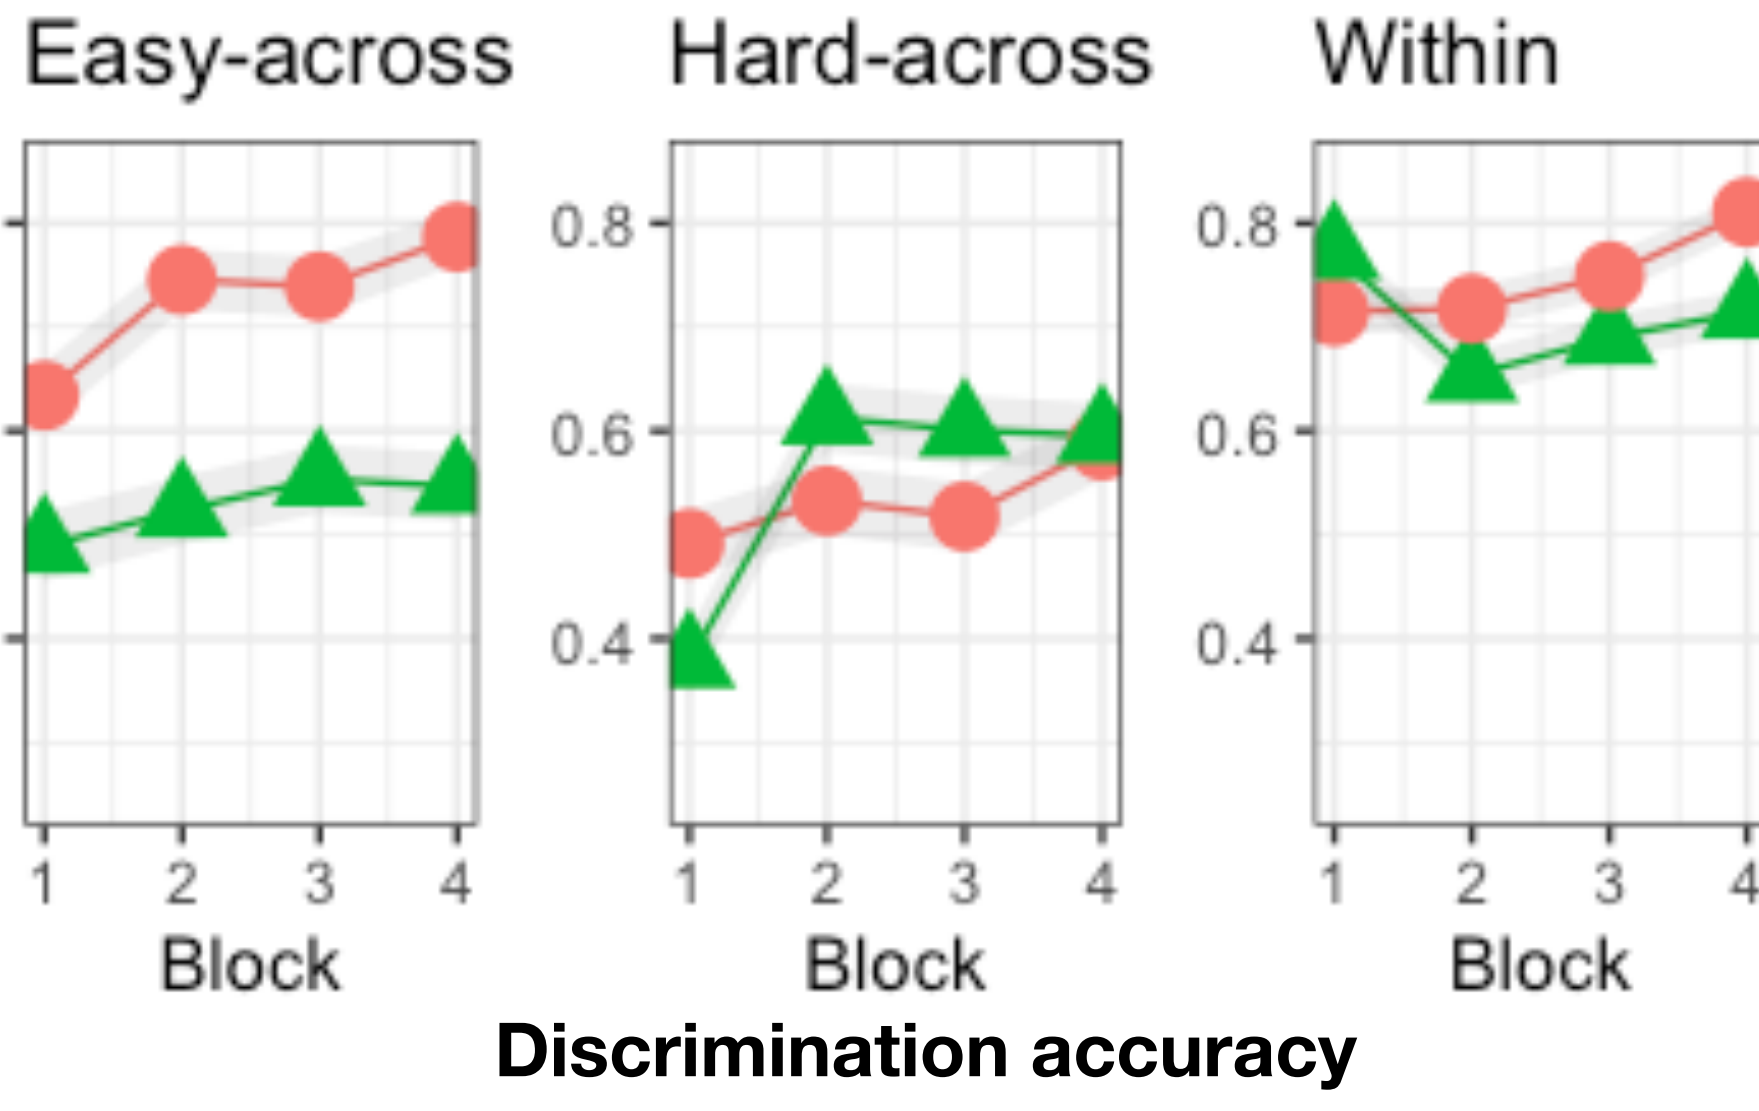 Easy-across Hard-across Within
0.8 0.8
0.6 0.6
0.4 0.4
1 2 3 4 1 2 3 4 1 2 3 4
Block Block Block
Discrimination accuracy